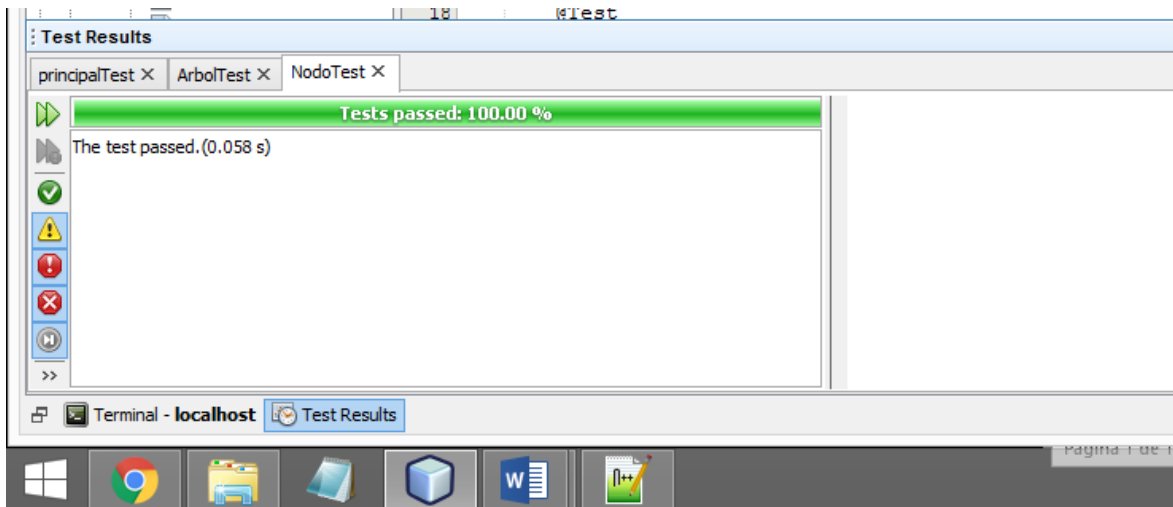 18 @Test
Test Results
principalTest ArbolTest NodoTest
Tests passed: 100.00 %
The test passed.(0.058 s)
>>
Terminal - localhost Test Results
Página 1 de 1
W N++